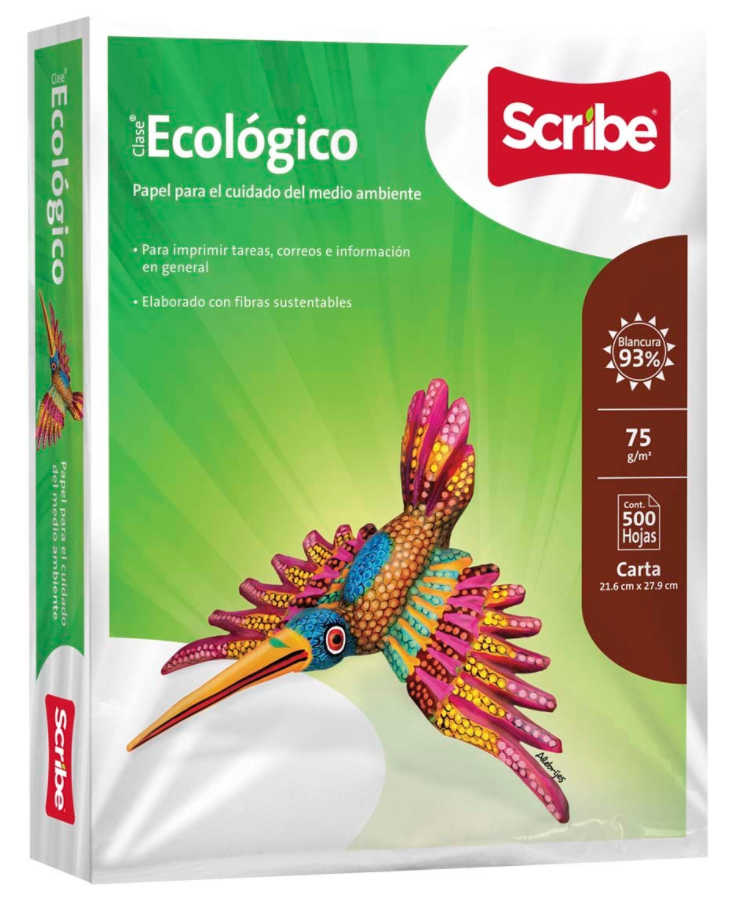 Clase®
Ecológico
Papel para el cuidado
del medio ambiente
Scribe
Clase®
Ecológico
Papel para el cuidado del medio ambiente
• Para imprimir tareas, correos e información
en general
• Elaborado con fibras sustentables
Scribe®
Blancura
93%
75
g/m²
Cont.
500
Hojas
Carta
21.6 cm x 27.9 cm
Alebrijes